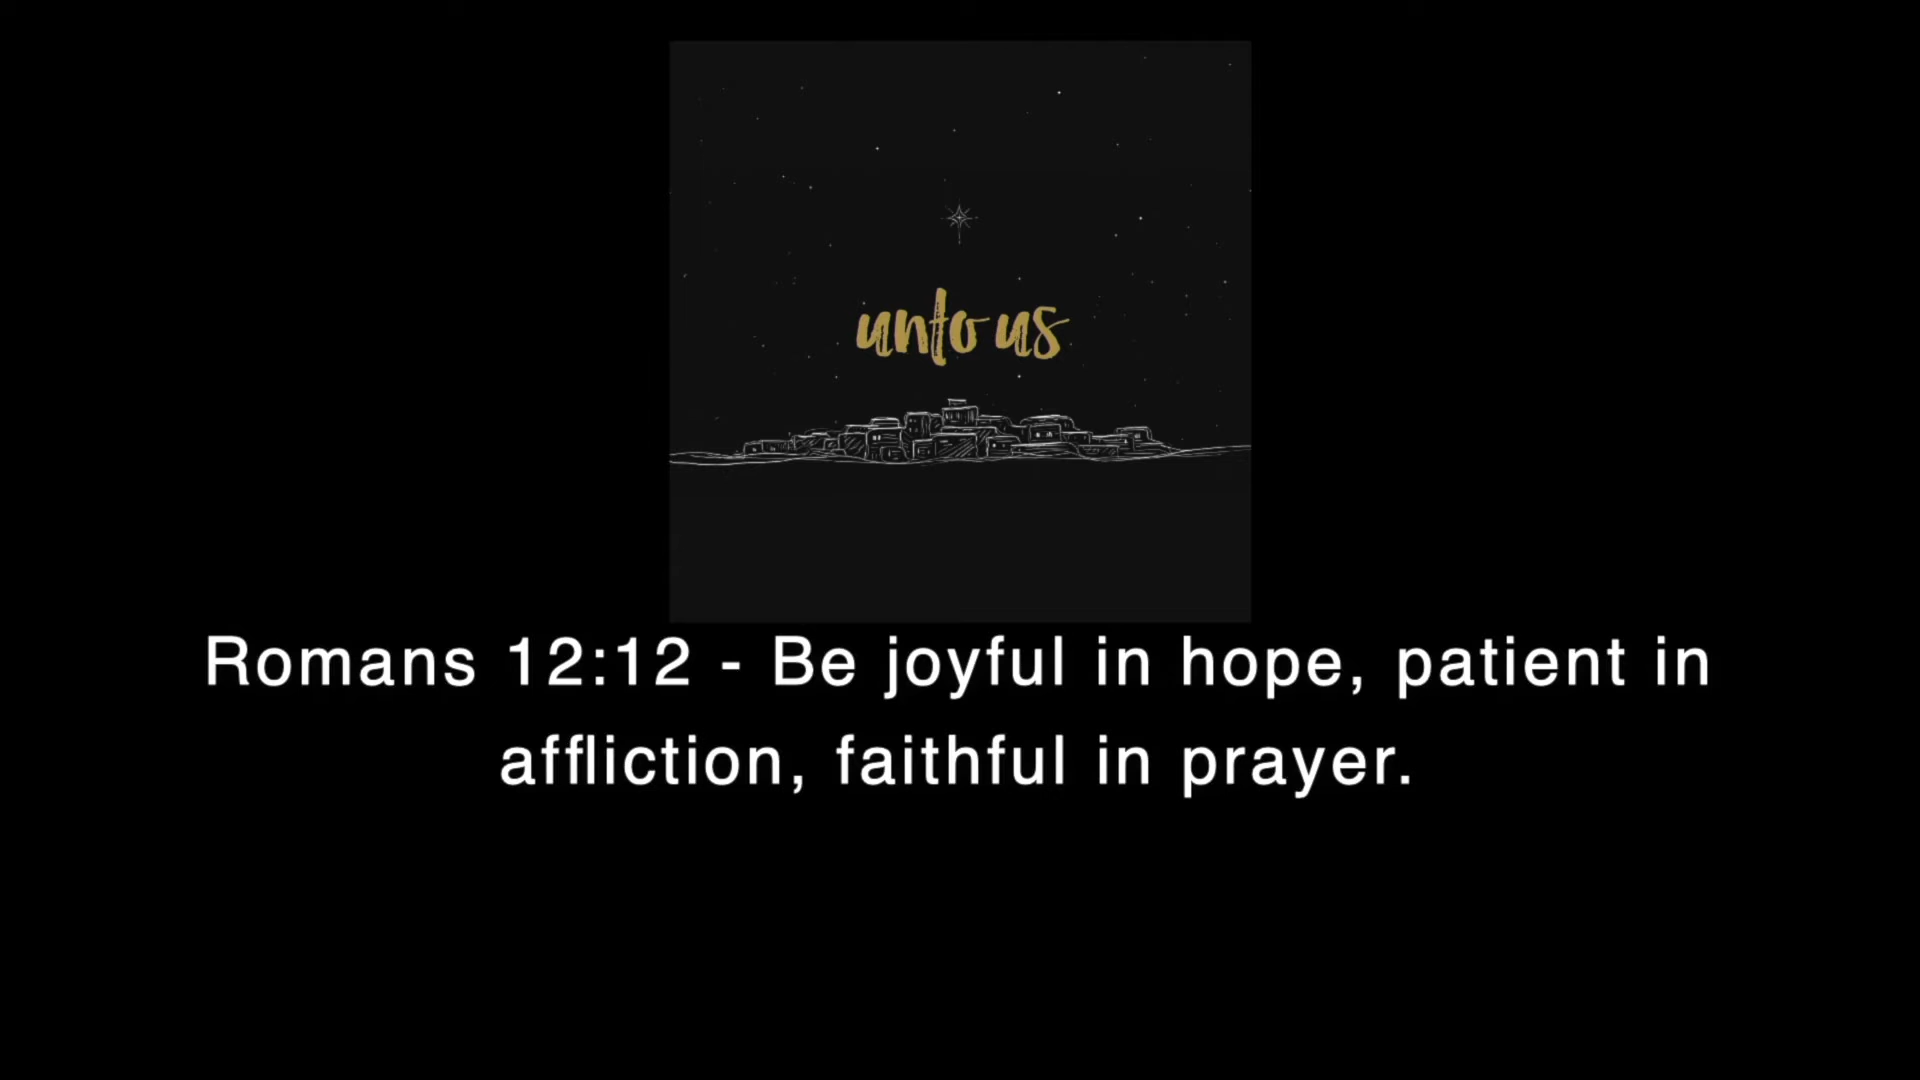 unto us
Romans 12:12 - Be joyful in hope, patient in
affliction, faithful in prayer.